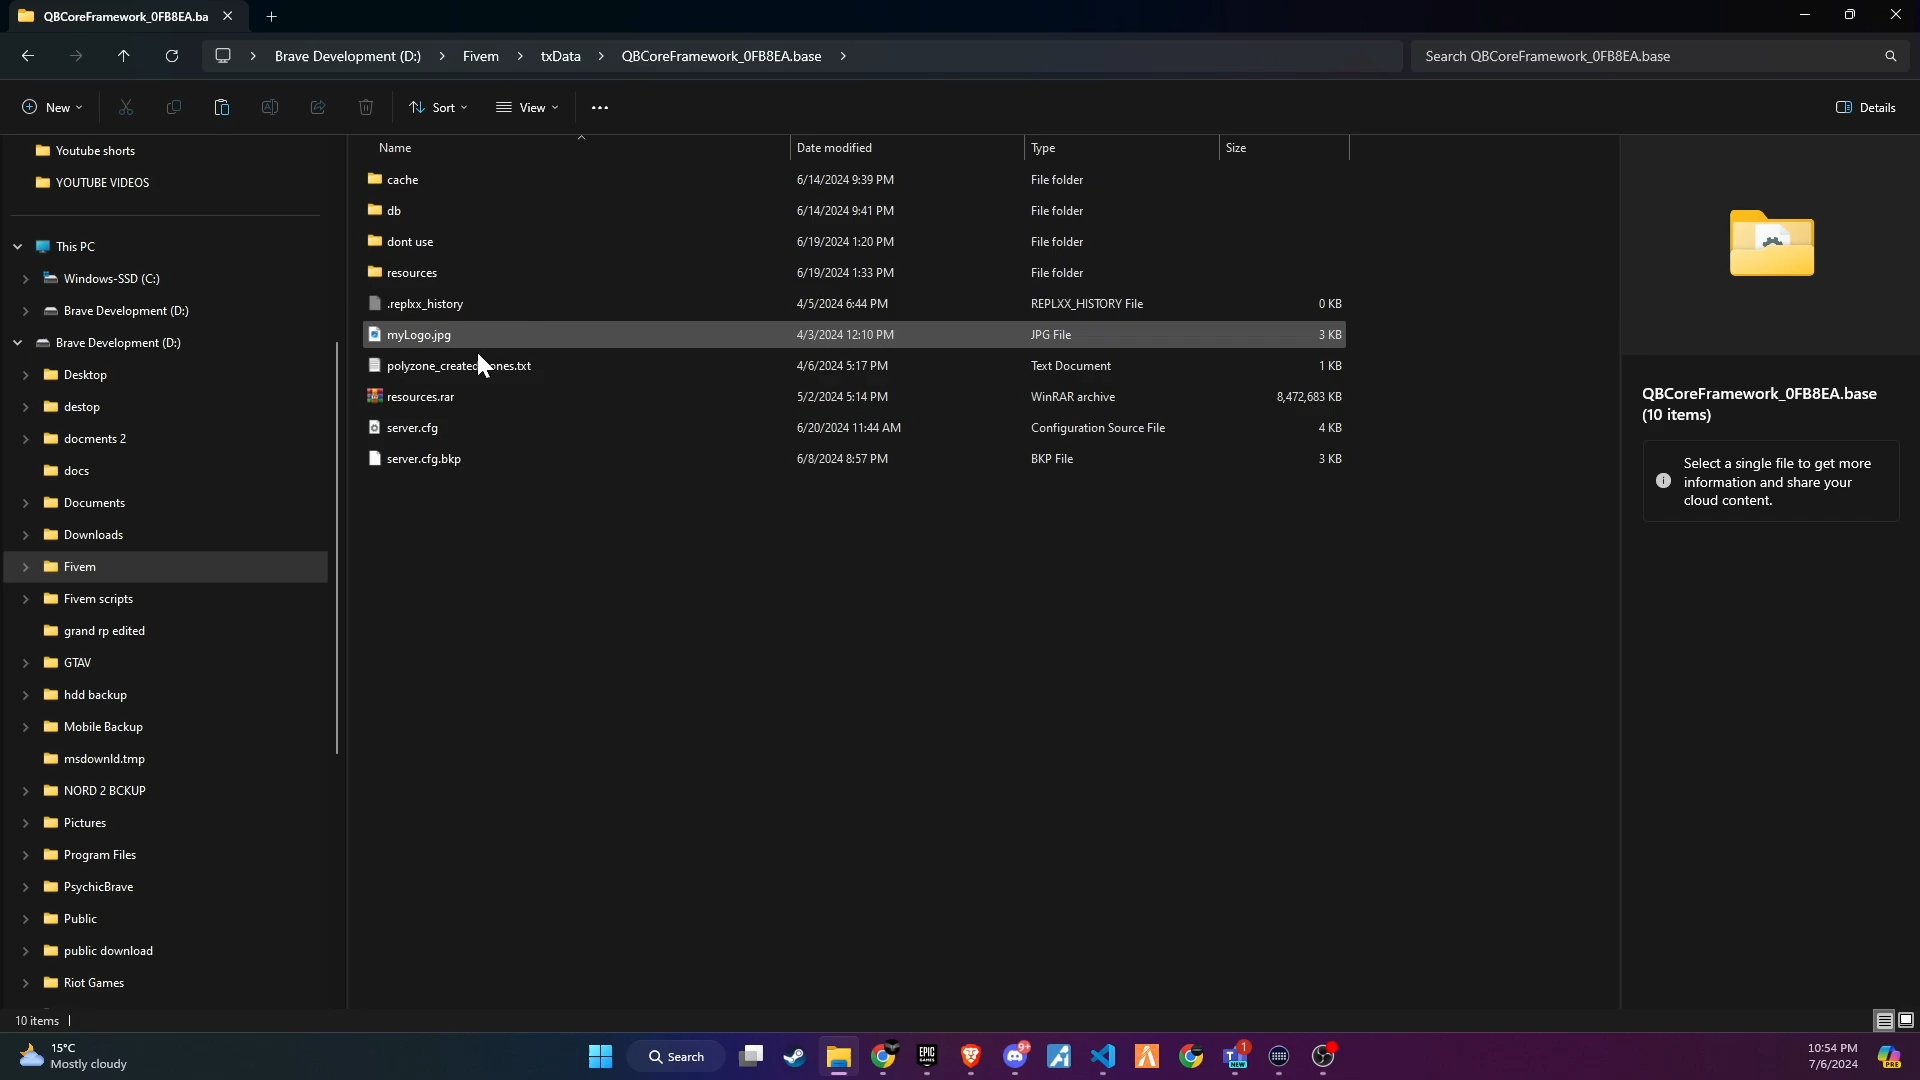 QBCoreFramework_0FB8EA.ba
Brave Development (D:) Fivem txData QBCoreFramework_0FB8EA.base
Search QBCoreFramework_0FB8EA.base
New Sort View Details
Youtube shorts
YOUTUBE VIDEOS
This PC
Windows-SSD (C:)
Brave Development (D:)
Brave Development (D:)
Desktop
destop
docments 2
docs
Documents
Downloads
Fivem
Fivem scripts
grand rp edited
GTAV
hdd backup
Mobile Backup
msdownld.tmp
NORD 2 BCKUP
Pictures
Program Files
PsychicBrave
Public
public download
Riot Games
Name Date modified Type Size
cache 6/14/2024 9:39 PM File folder
db 6/14/2024 9:41 PM File folder
dont use 6/19/2024 1:20 PM File folder
resources 6/19/2024 1:33 PM File folder
.replxx_history 4/5/2024 6:44 PM REPLXX_HISTORY File 0 KB
myLogo.jpg 4/3/2024 12:10 PM JPG File 3 KB
4/6/2024 5:17 PM Text Document 1 KB
resources.rar 5/2/2024 5:14 PM WinRAR archive 8,472,683 KB
server.cfg 6/20/2024 11:44 AM Configuration Source File 4 KB
server.cfg.bkp 6/8/2024 8:57 PM BKP File 3 KB
QBCoreFramework_0FB8EA.base
(10 items)
Select a single file to get more
information and share your
cloud content.
10 items
15°C
Mostly cloudy
Search
EPIC
GAMES
9+
NEW
1
10:54 PM
7/6/2024
PRE